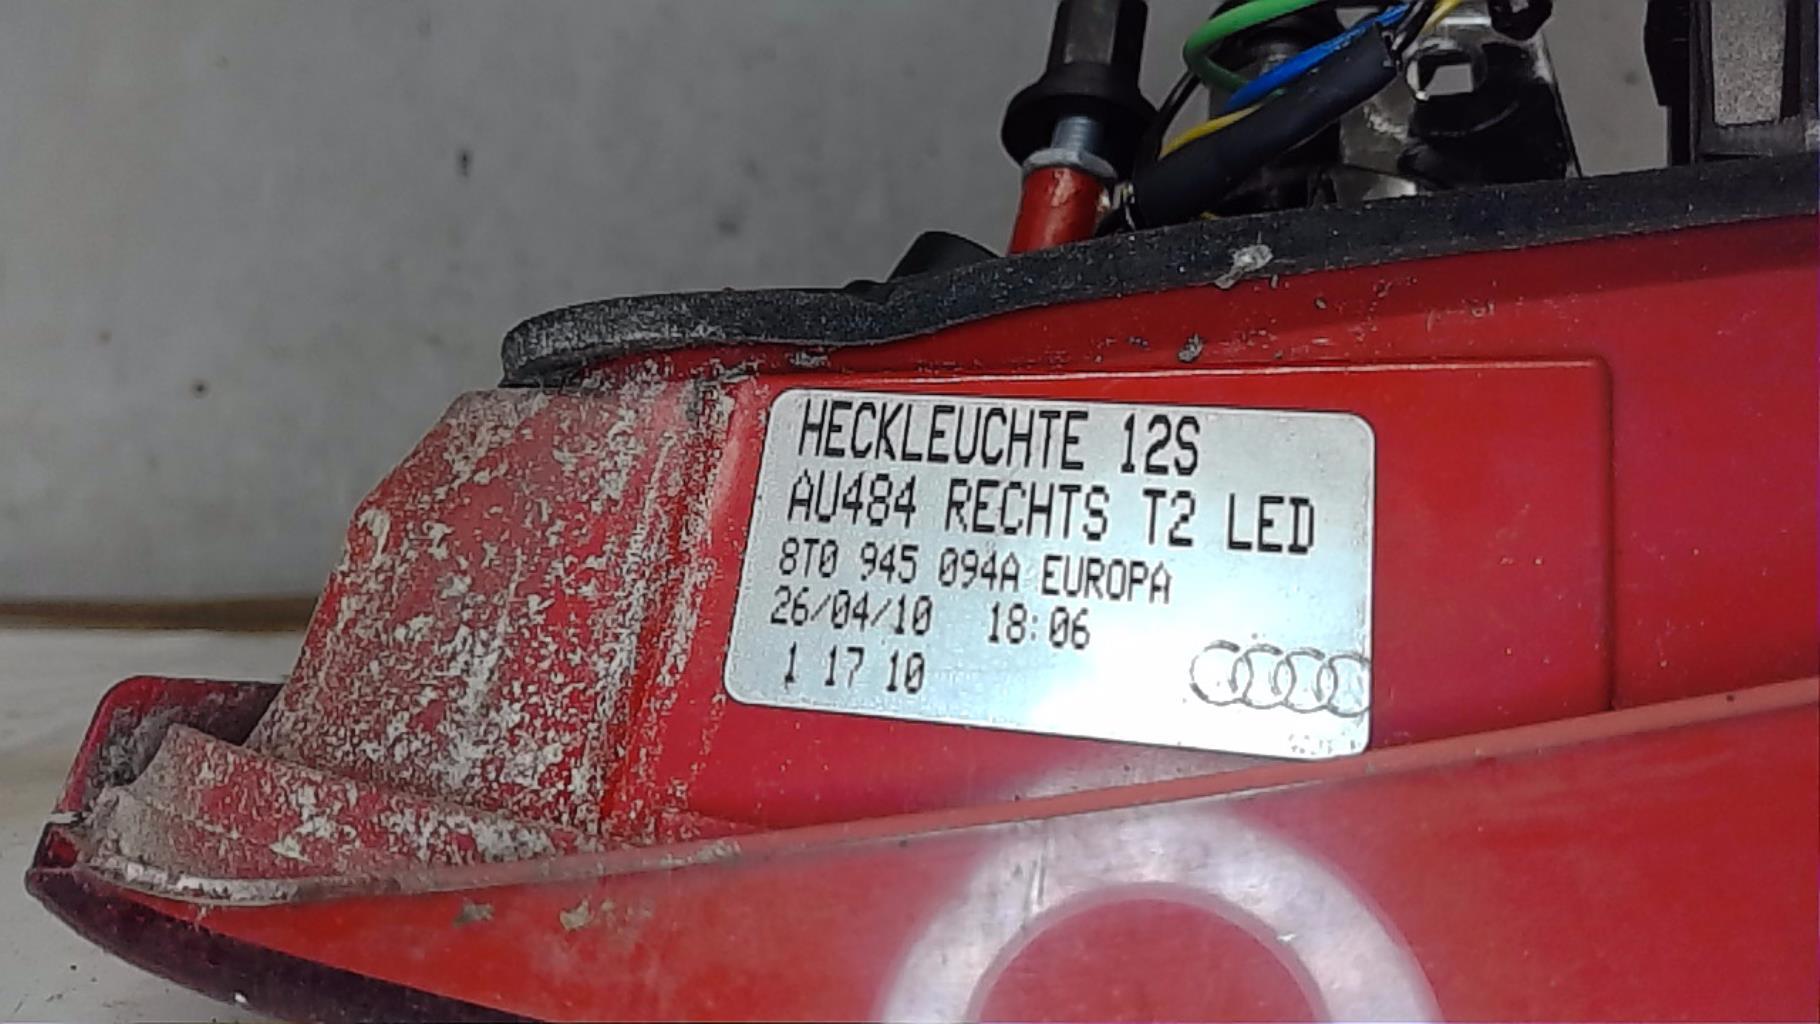 HECKLEUCHTE 12S
AU484 RECHTS T2 LED
8T0 945 094A EUROPA
26/04/10 18:06
1 17 10